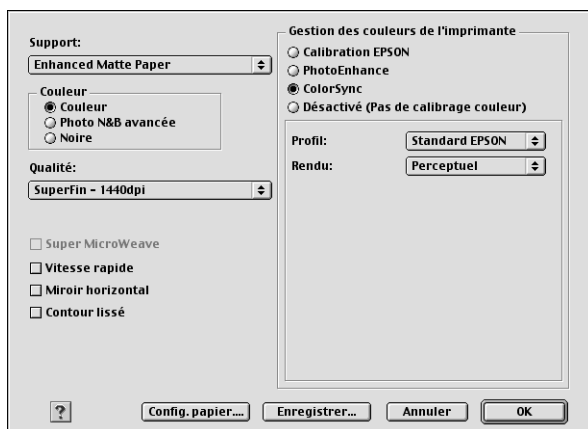 Support:
Enhanced Matte Paper
Couleur
Couleur
Photo N&B avancée
Noire
Qualité:
SuperFin - 1440dpi
Super MicroWeave
Vitesse rapide
Miroir horizontal
Contour lissé
Gestion des couleurs de l'imprimante
Calibration EPSON
PhotoEnhance
ColorSync
Désactivé (Pas de calibrage couleur)
Profil: Standard EPSON
Rendu: Perceptuel
? Config. papier.... Enregistrer... Annuler OK